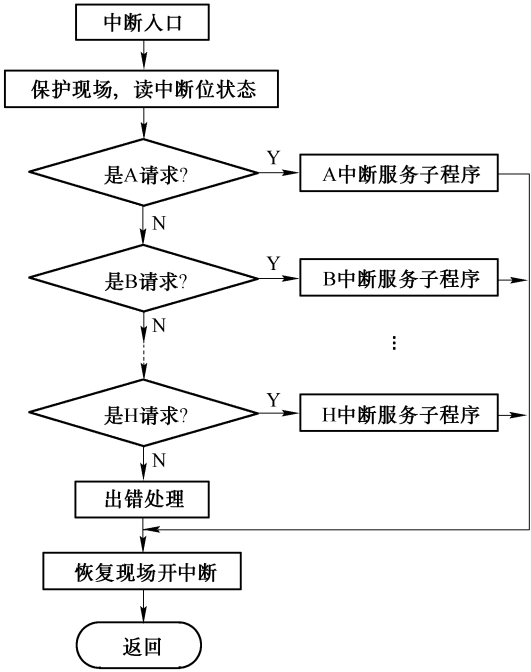 中断入口
保护现场，读中断位状态
是A请求?
Y
A中断服务子程序
N
是B请求?
Y
B中断服务子程序
N
⋮
是H请求?
Y
H中断服务子程序
N
出错处理
恢复现场开中断
返回